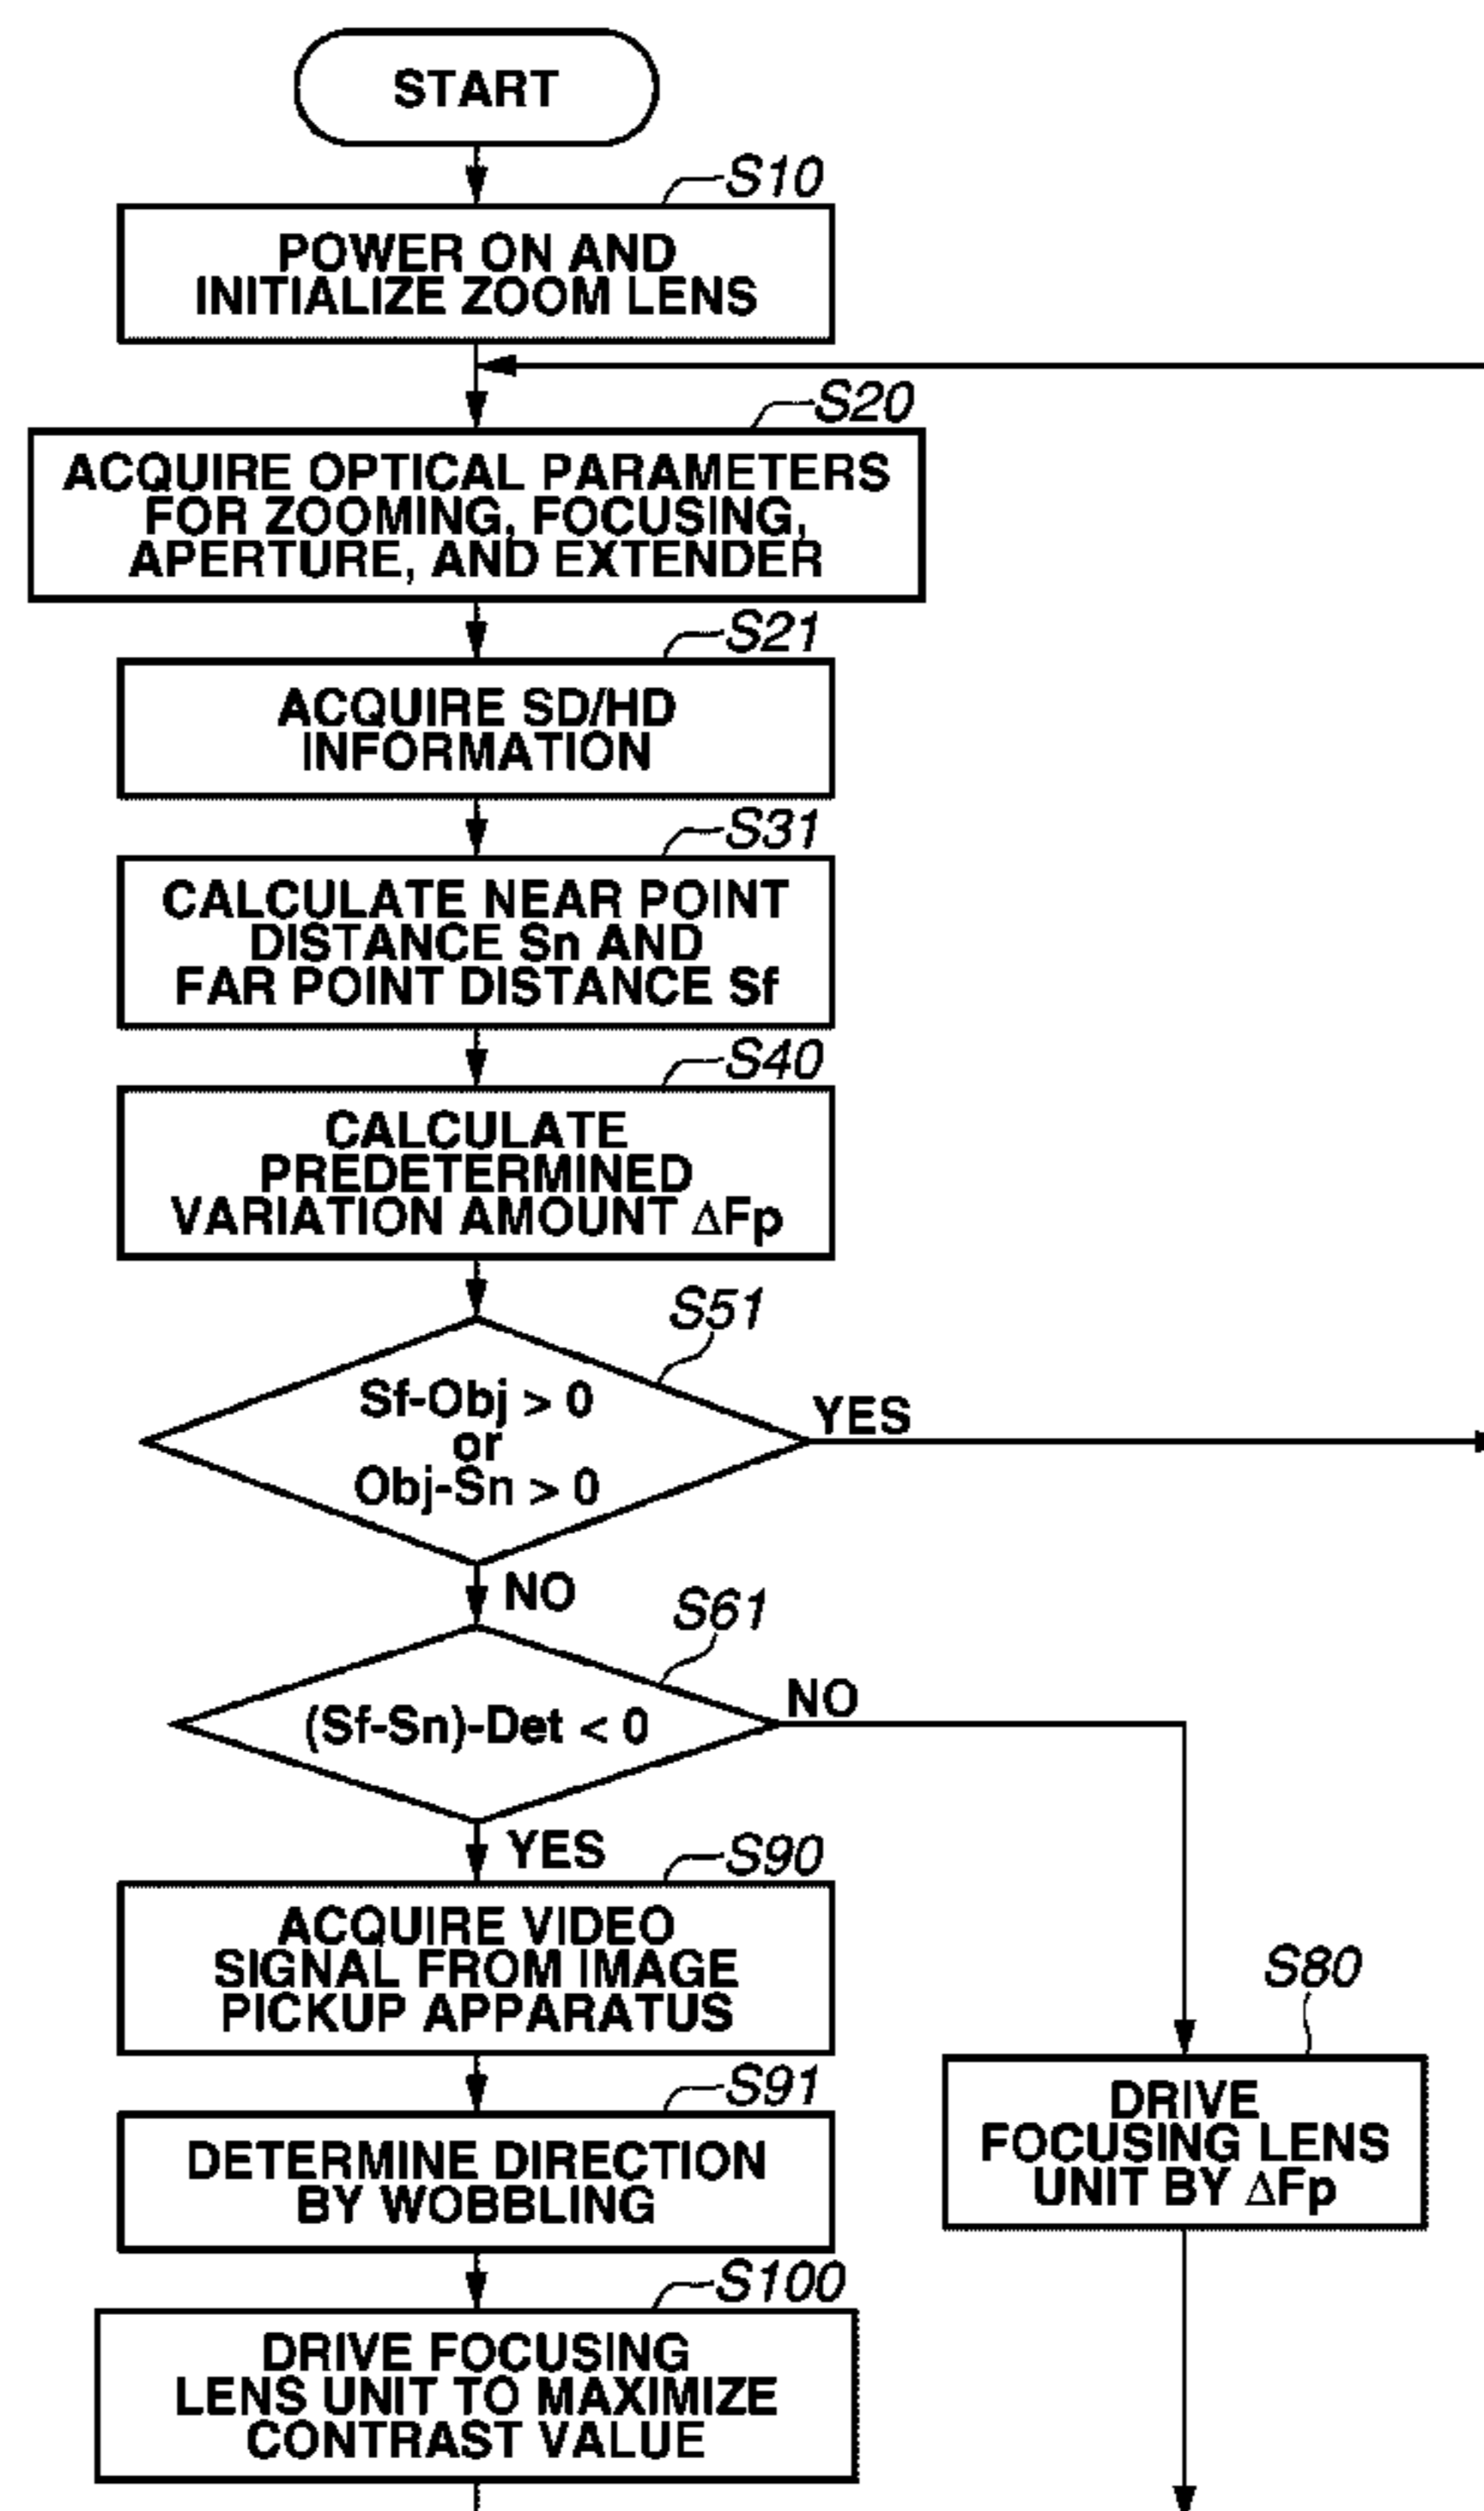 START
S10
POWER ON AND
INITIALIZE ZOOM LENS
S20
ACQUIRE OPTICAL PARAMETERS
FOR ZOOMING, FOCUSING,
APERTURE, AND EXTENDER
S21
ACQUIRE SD/HD
INFORMATION
S31
CALCULATE NEAR POINT
DISTANCE Sn AND
FAR POINT DISTANCE Sf
S40
CALCULATE
PREDETERMINED
VARIATION AMOUNT ΔFp
S51
Sf-Obj > 0
or
Obj-Sn > 0
YES
NO
S61
(Sf-Sn)-Det < 0
NO
YES
S90
ACQUIRE VIDEO
SIGNAL FROM IMAGE
PICKUP APPARATUS
S80
DRIVE
FOCUSING LENS
UNIT BY ΔFp
S91
DETERMINE DIRECTION
BY WOBBLING
S100
DRIVE FOCUSING
LENS UNIT TO MAXIMIZE
CONTRAST VALUE